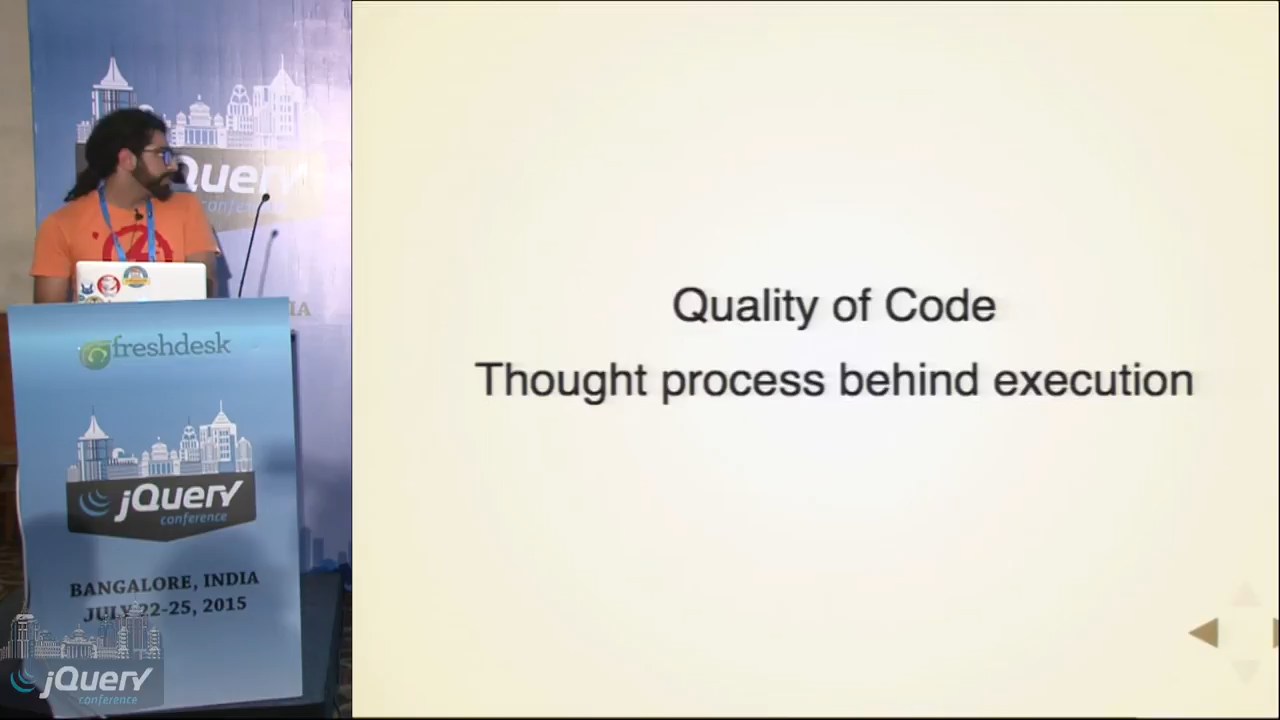 jQuery
conference
IA
freshdesk
jQuery
conference
BANGALORE, INDIA
JULY 22-25, 2015
jQuery
conference
Quality of Code
Thought process behind execution